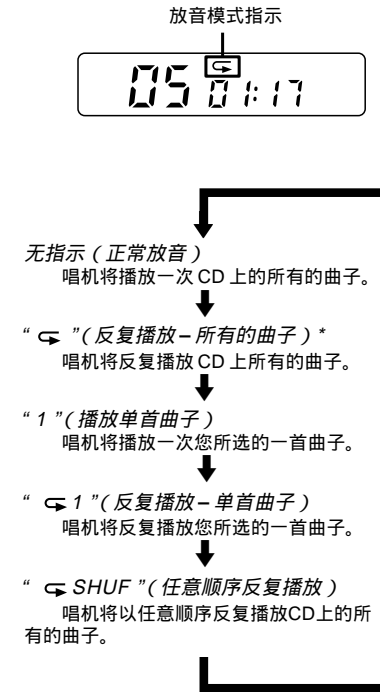 放音模式指示
05 01:17
无指示（正常放音）
唱机将播放一次 CD 上的所有的曲子。
“ ”（反复播放 – 所有的曲子）*
唱机将反复播放 CD 上所有的曲子。
“ 1 ”（播放单首曲子）
唱机将播放一次您所选的一首曲子。
“ 1 ”（反复播放 – 单首曲子）
唱机将反复播放您所选的一首曲子。
“ SHUF ”（任意顺序反复播放）
唱机将以任意顺序反复播放CD上的所
有的曲子。